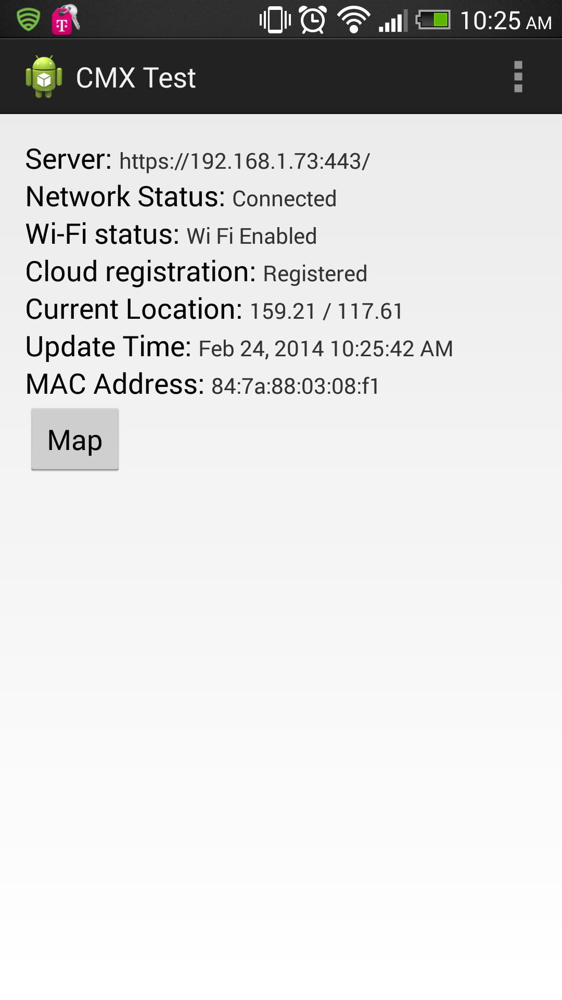 T
10:25 AM
CMX Test
Server: https://192.168.1.73:443/
Network Status: Connected
Wi-Fi status: Wi Fi Enabled
Cloud registration: Registered
Current Location: 159.21 / 117.61
Update Time: Feb 24, 2014 10:25:42 AM
MAC Address: 84:7a:88:03:08:f1
Map